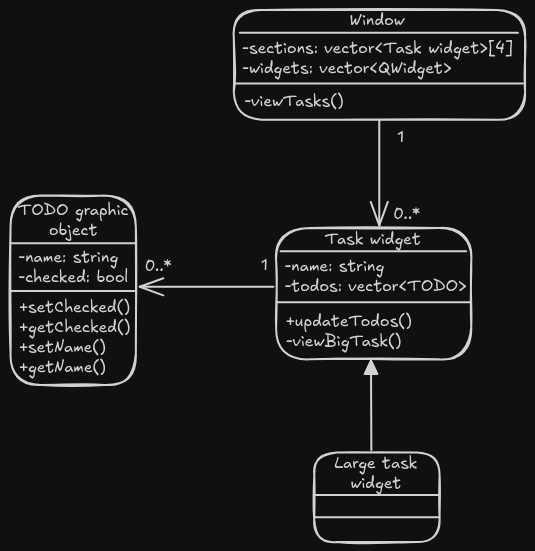 Window
-sections: vector<Task widget>[4]
-widgets: vector<QWidget>
-viewTasks()
1
0..*
TODO graphic
object
-name: string
-checked: bool
+setChecked()
+getChecked()
+setName()
+getName()
0..*
1
Task widget
-name: string
-todos: vector<TODO>
+updateTodos()
-viewBigTask()
Large task
widget